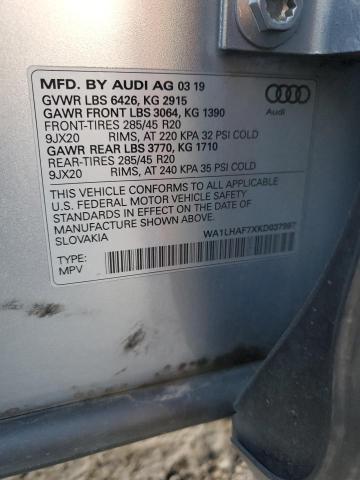 MFD. BY AUDI AG 03 19
GVWR LBS 6426, KG 2915
GAWR FRONT LBS 3064, KG 1390
FRONT-TIRES 285/45 R20
9JX20 RIMS, AT 220 KPA 32 PSI COLD
GAWR REAR LBS 3770, KG 1710
REAR-TIRES 285/45 R20
9JX20 RIMS, AT 240 KPA 35 PSI COLD
Audi
THIS VEHICLE CONFORMS TO ALL APPLICABLE
U.S. FEDERAL MOTOR VEHICLE SAFETY
STANDARDS IN EFFECT ON THE DATE OF
MANUFACTURE SHOWN ABOVE.
SLOVAKIA
TYPE:
MPV